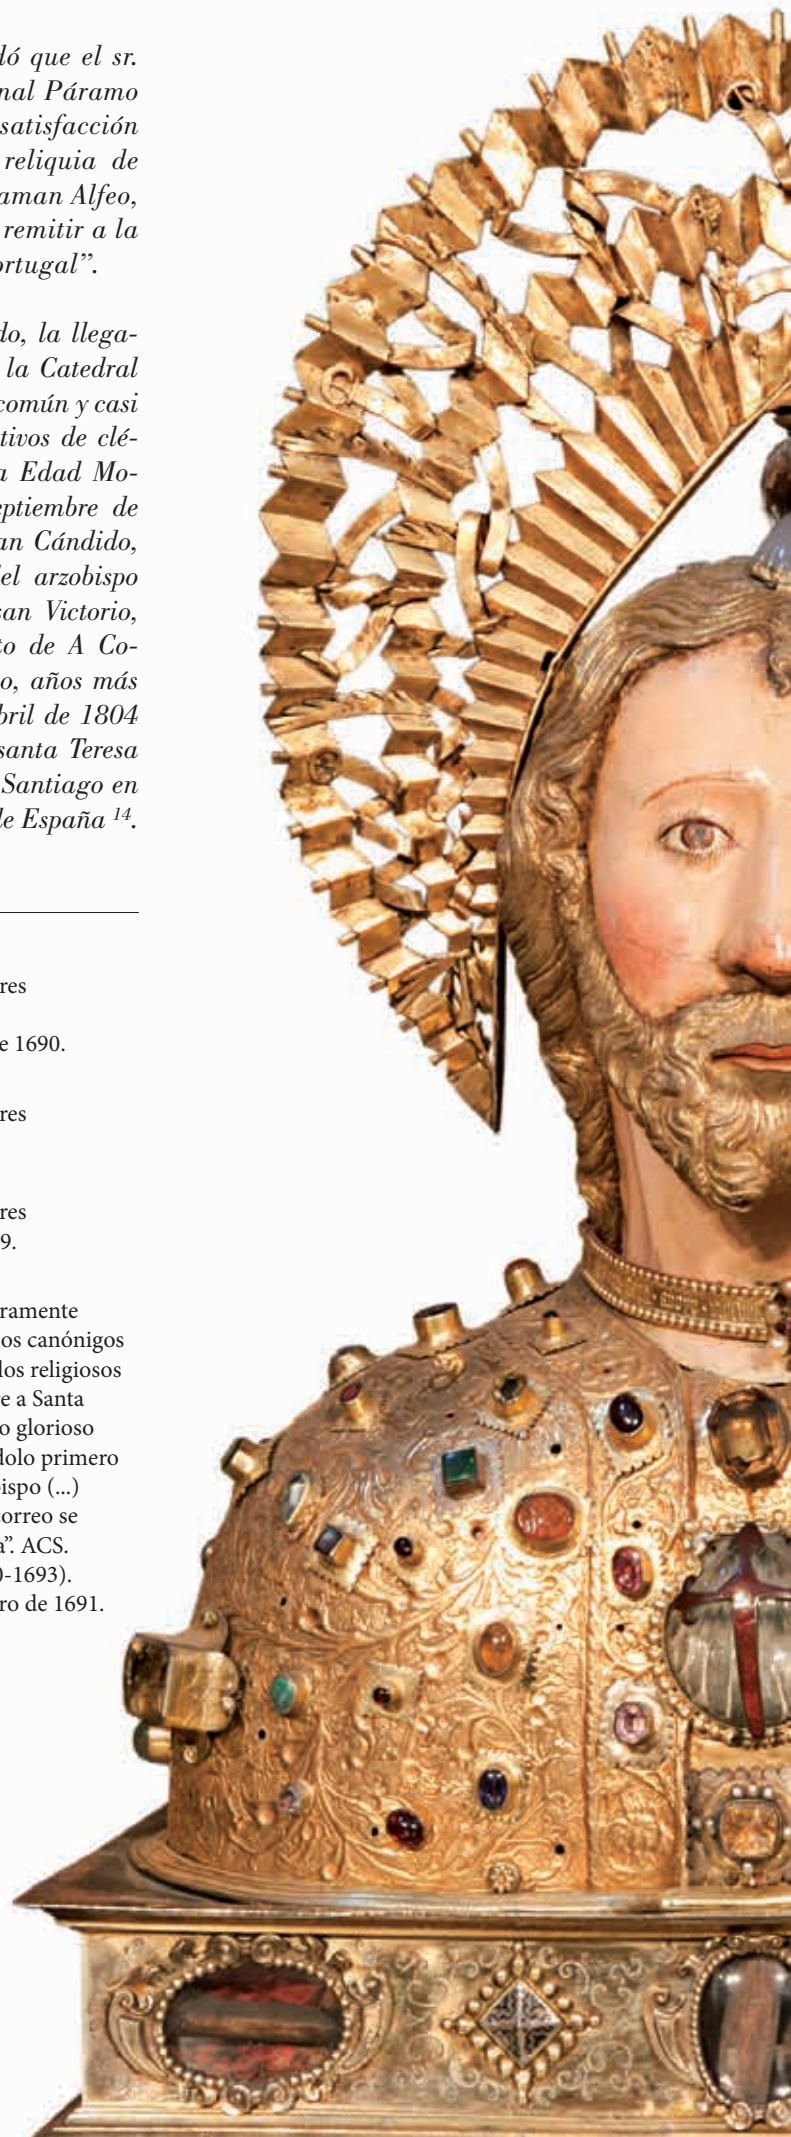 dó que el sr.
nal Páramo
satisfacción
reliquia de
aman Alfeo,
remitir a la
ortugal”.
do, la llega-
la Catedral
común y casi
tivos de clé-
a Edad Mo-
eptiembre de
an Cándido,
del arzobispo
san Victorio,
to de A Co-
o, años más
bril de 1804
santa Teresa
Santiago en
de España 14.
res
e 1690.
res
res
9.
ramente
os canónigos
los religiosos
e a Santa
o glorioso
dolo primero
ispo (...)
correo se
a”. ACS.
0-1693).
ro de 1691.